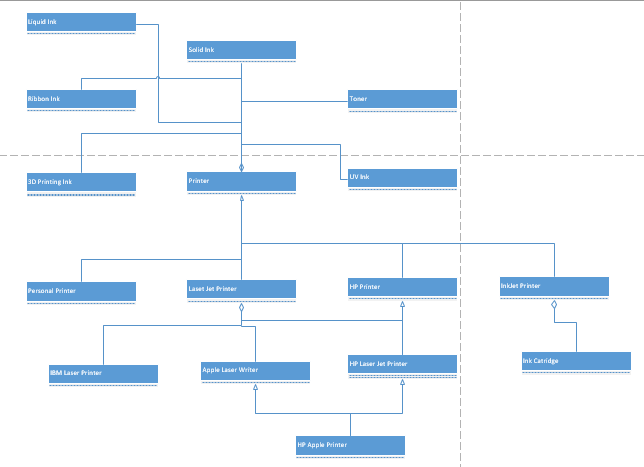 Liquid Ink
Solid Ink
Ribbon Ink
Toner
3D Printing Ink
Printer
UV Ink
Personal Printer
Laset Jet Printer
HP Printer
InkJet Printer
IBM Laser Printer
Apple Laser Writer
HP Laser Jet Printer
Ink Catridge
HP Apple Printer